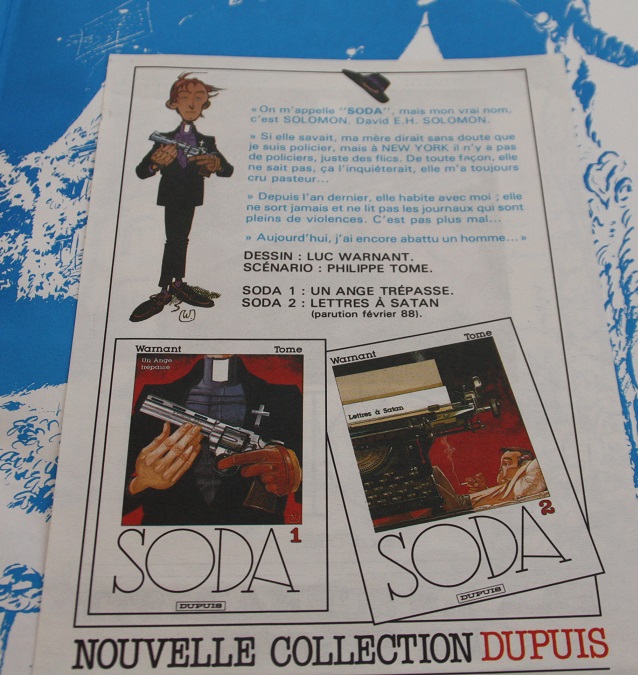 » On m'appelle "SODA", mais mon vrai nom,
c'est SOLOMON. David E.H. SOLOMON.
» Si elle savait, ma mère dirait sans doute que
je suis policier, mais à NEW YORK il n'y a pas
de policiers, juste des flics. De toute façon, elle
ne sait pas, ça l'inquiéterait, elle m'a toujours
cru pasteur...
» Depuis l'an dernier, elle habite avec moi ; elle
ne sort jamais et ne lit pas les journaux qui sont
pleins de violences. C'est pas plus mal...
» Aujourd'hui, j'ai encore abattu un homme... »
DESSIN : LUC WARNANT.
SCÉNARIO : PHILIPPE TOME.
SODA 1 : UN ANGE TRÉPASSE.
SODA 2 : LETTRES À SATAN
(parution février 88).
Warnant Tome
Un Ange
trépasse
SODA 1
DUPUIS
Warnant Tome
Lettres à Satan
SODA 2
DUPUIS
NOUVELLE COLLECTION DUPUIS